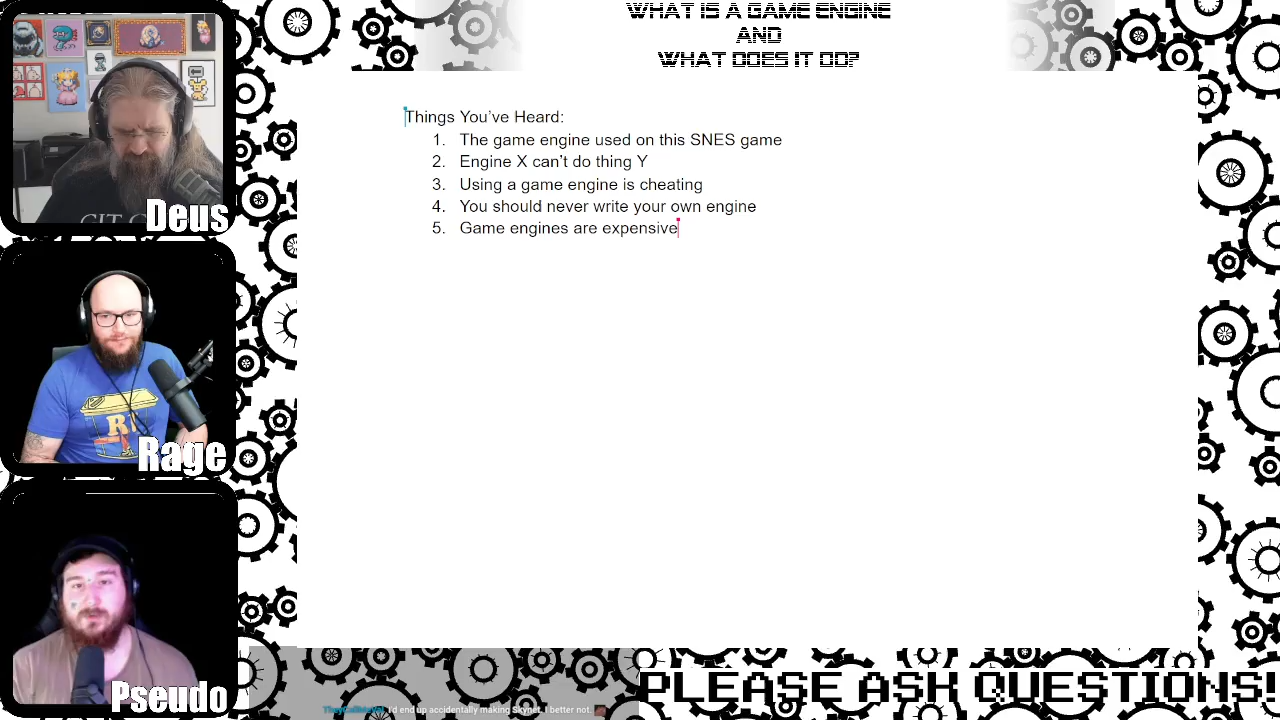 WHAT IS A GAME ENGINE
AND
WHAT DOES IT DO?
Things You've Heard:
1. The game engine used on this SNES game
2. Engine X can't do thing Y
3. Using a game engine is cheating
4. You should never write your own engine
5. Game engines are expensive
GIT
Deus
Rage
Pseudo
I'd end up accidentally making Skynet. I better not.
PLEASE ASK QUESTIONS!